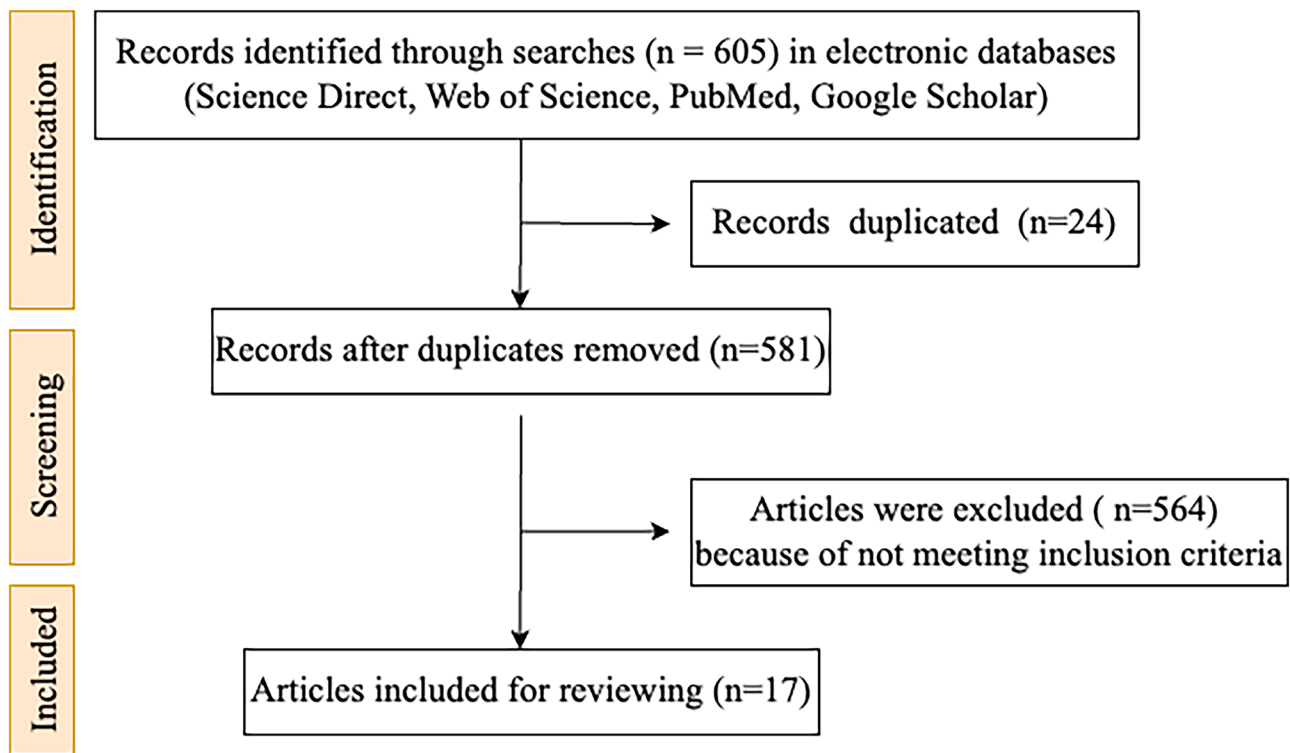 Identification
Records identified through searches (n = 605) in electronic databases
(Science Direct, Web of Science, PubMed, Google Scholar)
Records duplicated (n=24)
Screening
Records after duplicates removed (n=581)
Articles were excluded ( n=564)
because of not meeting inclusion criteria
Included
Articles included for reviewing (n=17)